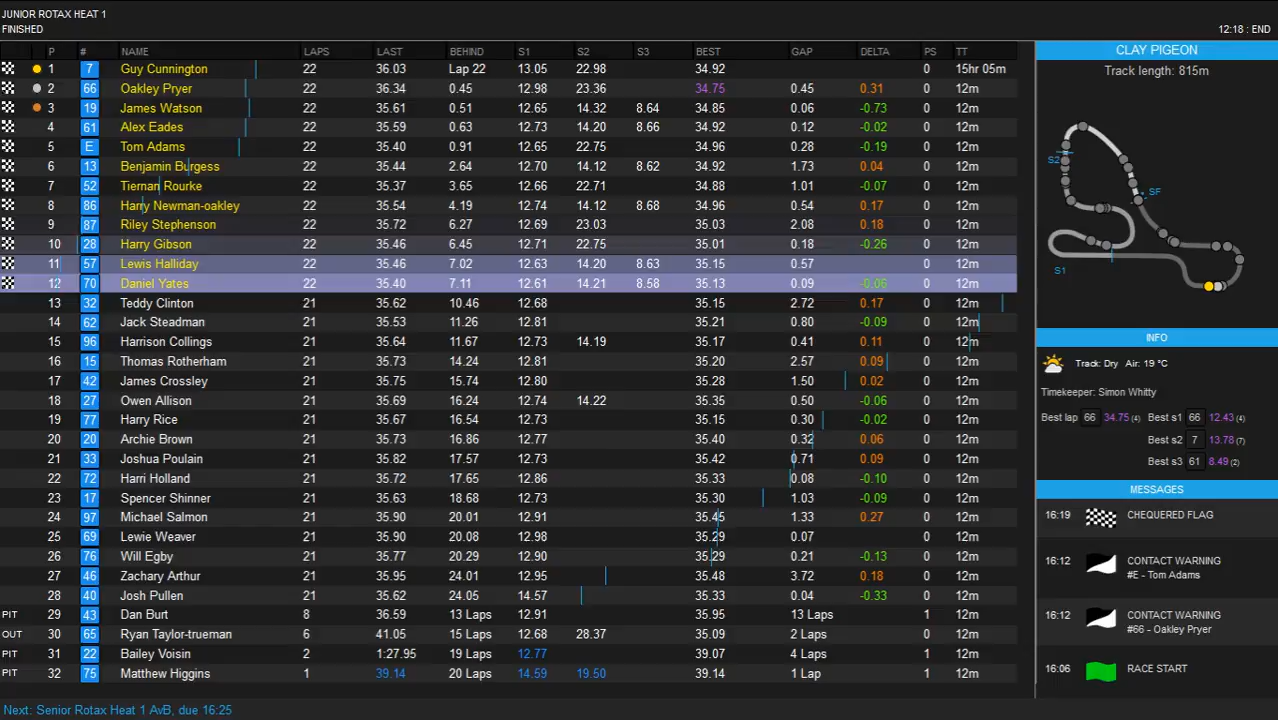 JUNIOR ROTAX HEAT 1
FINISHED
12:18 : END
P # NAME LAPS LAST BEHIND S1 S2 S3 BEST GAP DELTA PS TT
1 7 Guy Cunnington 22 36.03 Lap 22 13.05 22.98 34.92 0 15hr 05m
2 66 Oakley Pryer 22 36.34 0.45 12.98 23.36 34.75 0.45 0.31 0 12m
3 19 James Watson 22 35.61 0.51 12.65 14.32 8.64 34.85 0.06 -0.73 0 12m
4 61 Alex Eades 22 35.59 0.63 12.73 14.20 8.66 34.92 0.12 -0.02 0 12m
5 E Tom Adams 22 35.40 0.91 12.65 22.75 34.96 0.28 -0.19 0 12m
6 13 Benjamin Burgess 22 35.44 2.64 12.70 14.12 8.62 34.92 1.73 0.04 0 12m
7 52 Tiernan Rourke 22 35.37 3.65 12.66 22.71 34.88 1.01 -0.07 0 12m
8 86 Harry Newman-oakley 22 35.54 4.19 12.74 14.12 8.68 34.96 0.54 0.17 0 12m
9 87 Riley Stephenson 22 35.72 6.27 12.69 23.03 35.03 2.08 0.18 0 12m
10 28 Harry Gibson 22 35.46 6.45 12.71 22.75 35.01 0.18 -0.26 0 12m
11 57 Lewis Halliday 22 35.46 7.02 12.63 14.20 8.63 35.15 0.57 0 12m
12 70 Daniel Yates 22 35.40 7.11 12.61 14.21 8.58 35.13 0.09 -0.06 0 12m
13 32 Teddy Clinton 21 35.62 10.46 12.68 35.15 2.72 0.17 0 12m
14 62 Jack Steadman 21 35.53 11.26 12.81 35.21 0.80 -0.09 0 12m
15 96 Harrison Collings 21 35.64 11.67 12.73 14.19 35.17 0.41 0.11 0 12m
16 15 Thomas Rotherham 21 35.73 14.24 12.81 35.20 2.57 0.09 0 12m
17 42 James Crossley 21 35.75 15.74 12.80 35.28 1.50 0.02 0 12m
18 27 Owen Allison 21 35.69 16.24 12.74 14.22 35.35 0.50 -0.06 0 12m
19 77 Harry Rice 21 35.67 16.54 12.73 35.15 0.30 -0.02 0 12m
20 20 Archie Brown 21 35.73 16.86 12.77 35.40 0.32 0.06 0 12m
21 33 Joshua Poulain 21 35.82 17.57 12.73 35.42 0.71 0.09 0 12m
22 72 Harri Holland 21 35.72 17.65 12.86 35.33 0.08 -0.10 0 12m
23 17 Spencer Shinner 21 35.63 18.68 12.73 35.30 1.03 -0.09 0 12m
24 97 Michael Salmon 21 35.90 20.01 12.91 35.45 1.33 0.27 0 12m
25 69 Lewie Weaver 21 35.90 20.08 12.98 35.29 0.07 0 12m
26 76 Will Egby 21 35.77 20.29 12.90 35.29 0.21 -0.13 0 12m
27 46 Zachary Arthur 21 35.95 24.01 12.95 35.48 3.72 0.18 0 12m
28 40 Josh Pullen 21 35.62 24.05 14.57 35.33 0.04 -0.33 0 12m
PIT 29 43 Dan Burt 8 36.59 13 Laps 12.91 35.95 13 Laps 1 12m
OUT 30 65 Ryan Taylor-trueman 6 41.05 15 Laps 12.68 28.37 35.09 2 Laps 0 12m
PIT 31 22 Bailey Voisin 2 1:27.95 19 Laps 12.77 39.07 4 Laps 1 12m
PIT 32 75 Matthew Higgins 1 39.14 20 Laps 14.59 19.50 39.14 1 Lap 1 12m
Next: Senior Rotax Heat 1 AvB, due 16:25
CLAY PIGEON
Track length: 815m
S2
SF
S1
INFO
Track: Dry Air: 19 °C
Timekeeper: Simon Whitty
Best lap 66 34.75 (4) Best s1 66 12.43 (4)
Best s2 7 13.78 (7)
Best s3 61 8.49 (2)
MESSAGES
16:19 CHEQUERED FLAG
16:12 CONTACT WARNING
#E - Tom Adams
16:12 CONTACT WARNING
#66 - Oakley Pryer
16:06 RACE START